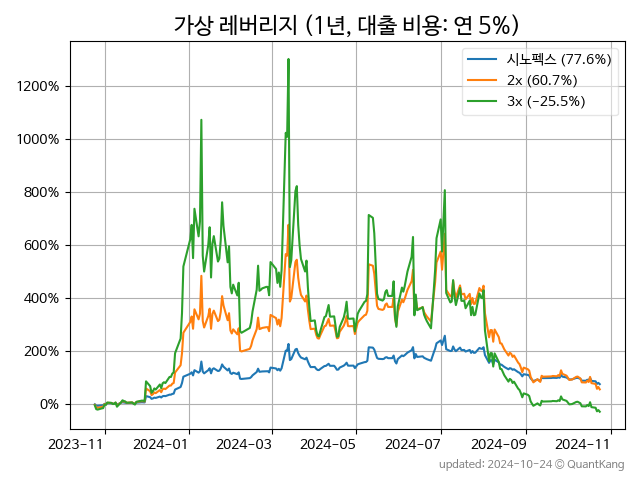 가상 레버리지 (1년, 대출 비용: 연 5%)
시노펙스 (77.6%)
2x (60.7%)
3x (-25.5%)
1200%
1000%
800%
600%
400%
200%
0%
2023-11 2024-01 2024-03 2024-05 2024-07 2024-09 2024-11
updated: 2024-10-24 © QuantKang